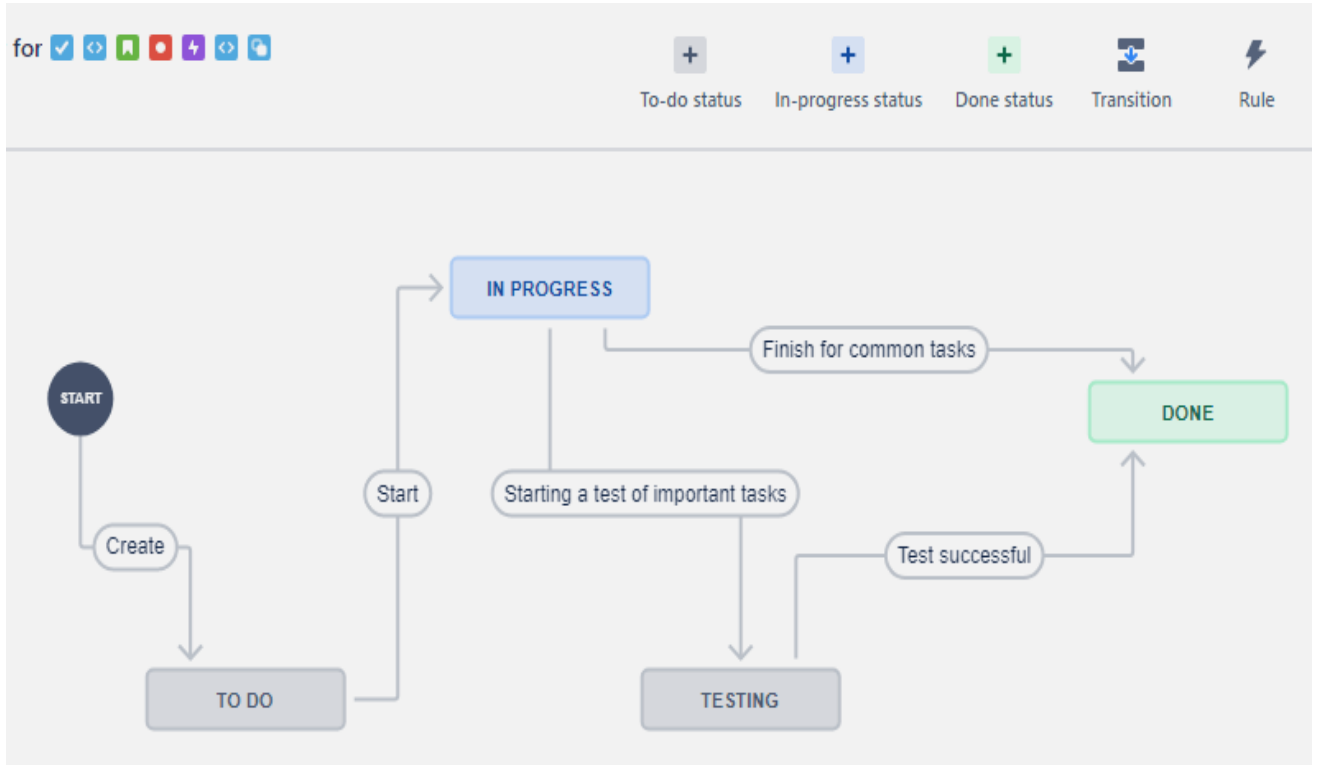 for
To-do status
In-progress status
Done status
Transition
Rule
IN PROGRESS
Finish for common tasks
START
DONE
Start
Starting a test of important tasks
Create
Test successful
TO DO
TESTING